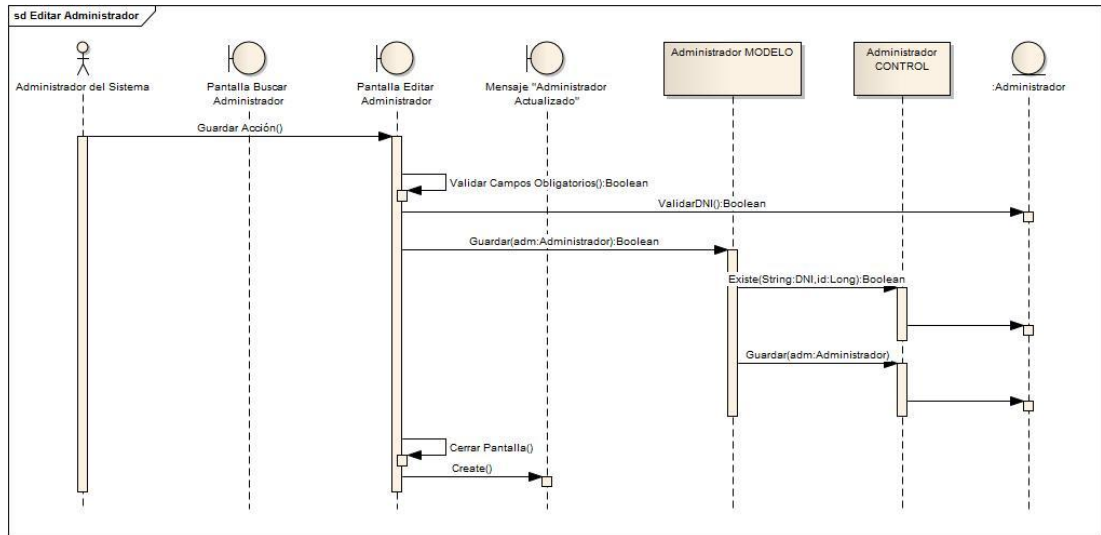 sd Editar Administrador
Administrador del Sistema
Pantalla Buscar
Administrador
Pantalla Editar
Administrador
Mensaje "Administrador
Actualizado"
Administrador MODELO
Administrador
CONTROL
:Administrador
Guardar Acción()
Validar Campos Obligatorios():Boolean
ValidarDNI():Boolean
Guardar(adm:Administrador):Boolean
Existe(String:DNI,id:Long):Boolean
Guardar(adm:Administrador)
Cerrar Pantalla()
Create()